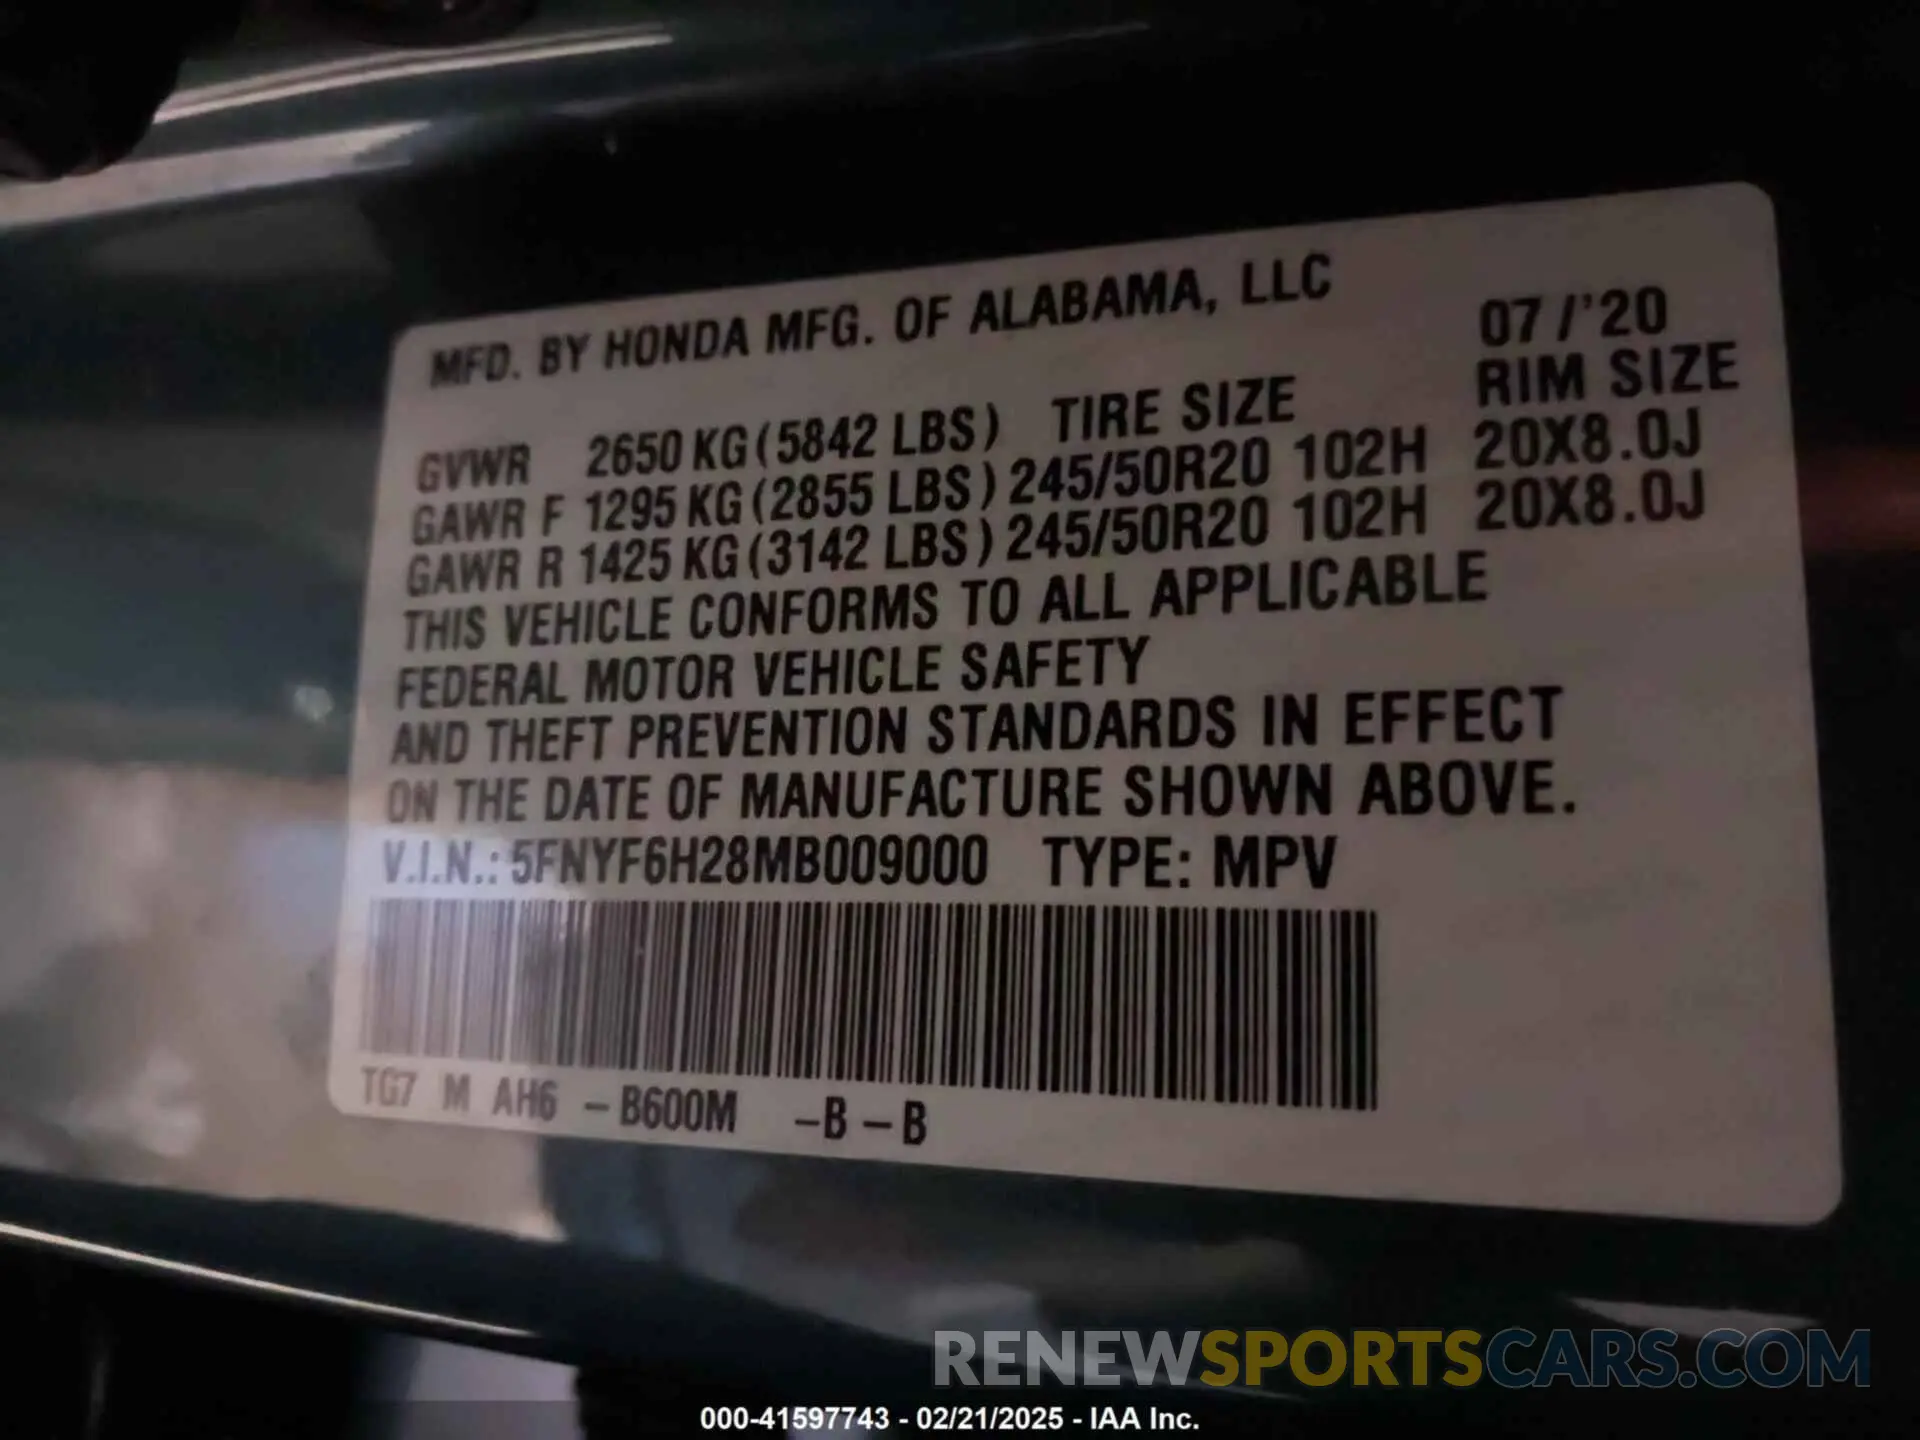 MFD. BY HONDA MFG. OF ALABAMA, LLC 07/'20
GVWR 2650 KG (5842 LBS) TIRE SIZE RIM SIZE
GAWR F 1295 KG (2855 LBS) 245/50R20 102H 20X8.0J
GAWR R 1425 KG (3142 LBS) 245/50R20 102H 20X8.0J
THIS VEHICLE CONFORMS TO ALL APPLICABLE
FEDERAL MOTOR VEHICLE SAFETY
AND THEFT PREVENTION STANDARDS IN EFFECT
ON THE DATE OF MANUFACTURE SHOWN ABOVE.
V.I.N.: 5FNYF6H28MB009000 TYPE: MPV
TG7 M AH6 - B600M -B-B
RENEWSPORTSCARS.COM
000-41597743 - 02/21/2025 - IAA Inc.